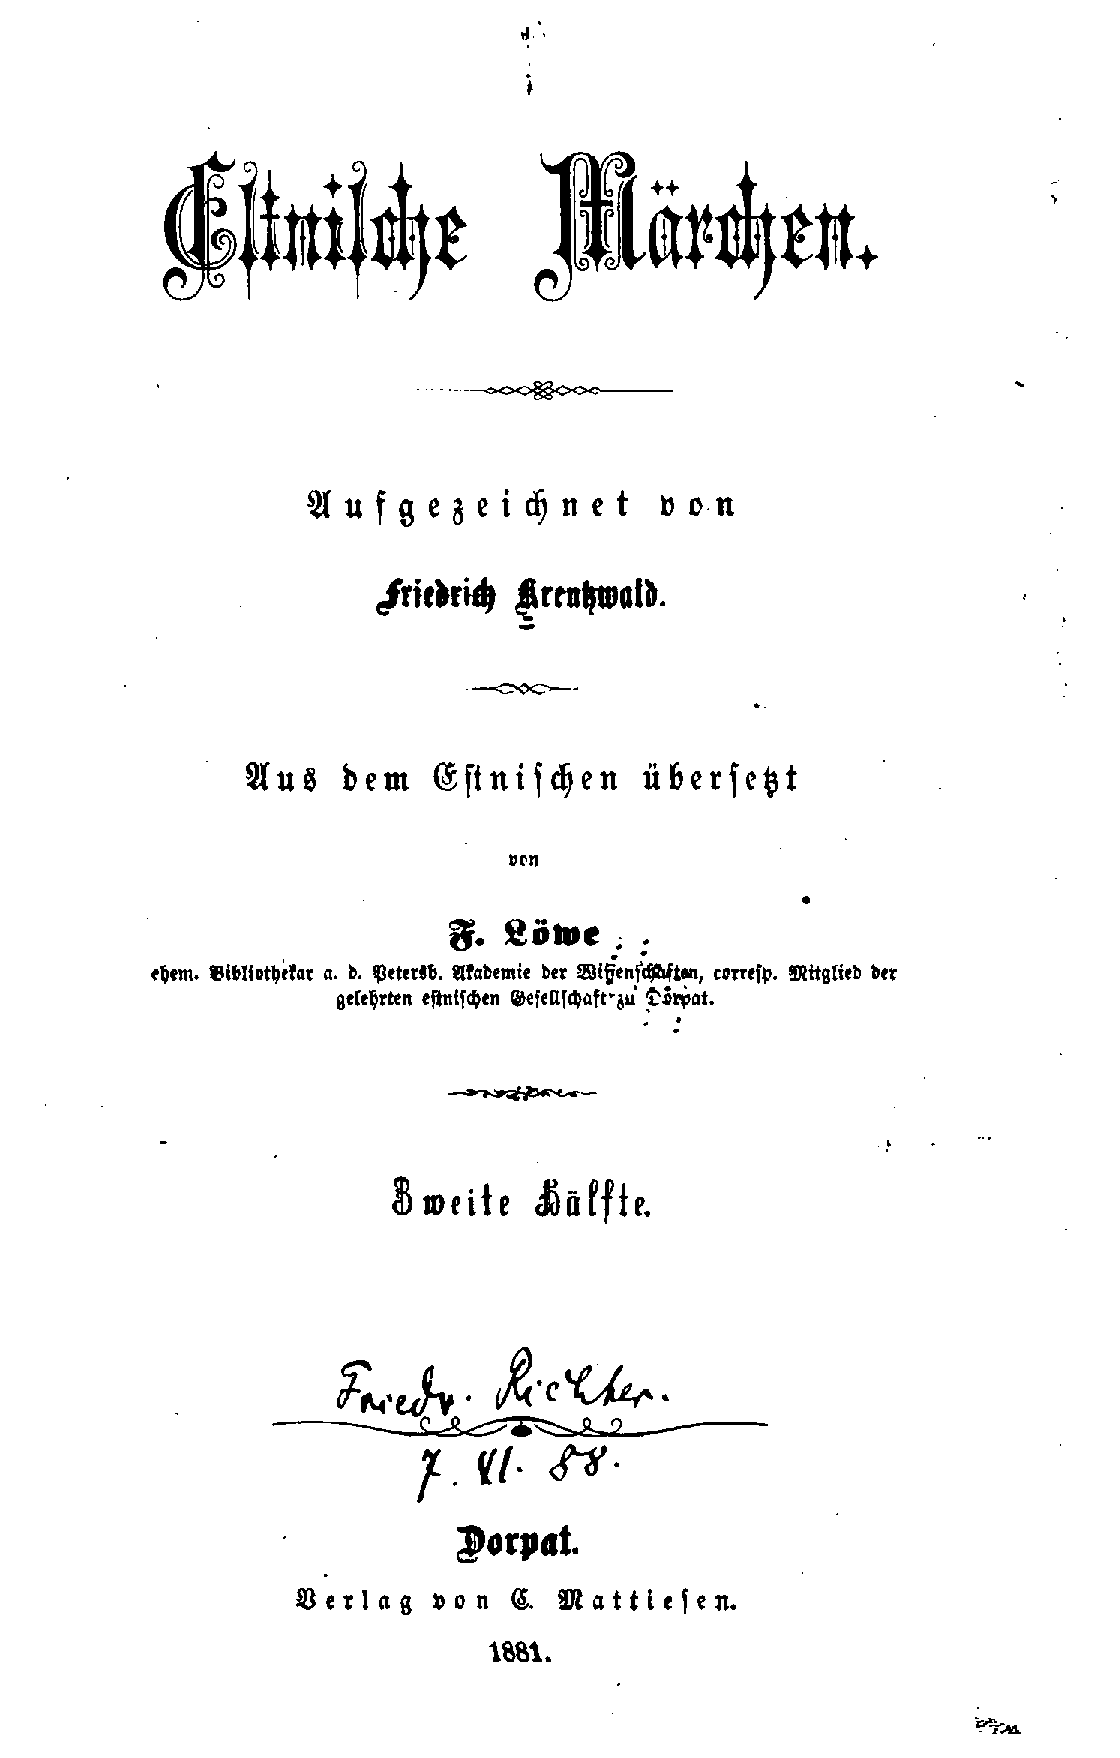 Estnische Märchen.
Aufgezeichnet von
Friedrich Kreutzwald.
Aus dem Estnischen übersetzt
von
F. Löwe
ehem. Bibliothekar a. d. Petersb. Akademie der Wissenschaften, corresp. Mitglied der
gelehrten estnischen Gesellschaft zu Dorpat.
Zweite Hälfte.
Friedr. Richter.
7. VI. 88.
Dorpat.
Verlag von C. Mattiesen.
1881.